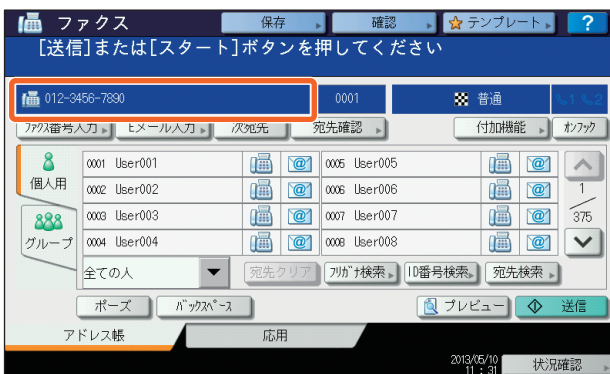 ファクス 保存 確認 テンプレート ?
[送信]または[スタート]ボタンを押してください
012-3456-7890 0001 普通 1 2
ファクス番号入力 Eメール入力 次宛先 宛先確認 付加機能 オンフック
個人用
グループ
0001 User001 0005 User005
0002 User002 0006 User006
0003 User003 0007 User007
0004 User004 0008 User008
1
375
全ての人 宛先クリア フリガナ検索 ID番号検索 宛先検索
ポーズ バックスペース プレビュー 送信
アドレス帳 応用
2013/05/10
11:31
状況確認